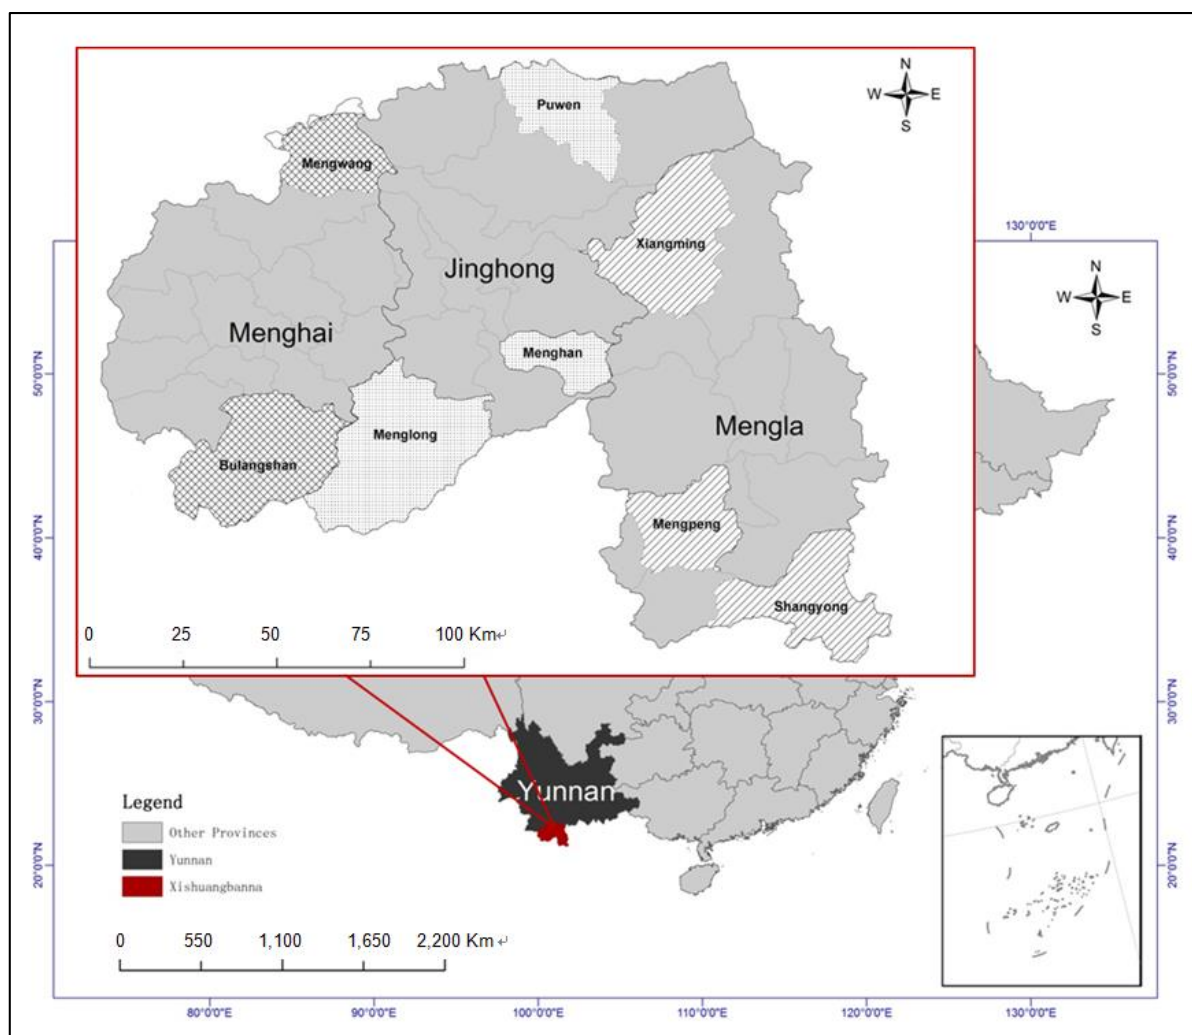 N
W E
S
Puwen
Mengwang
Xiangming
130°0'0"E
Jinghong
N
W E
S
Menghai
Menghan
50°0'0"N
50°0'0"N
Mengla
Menglong
Bulangshan
Mengpeng
40°0'0"N
40°0'0"N
Shangyong
0 25 50 75 100 Km
30°0'0"N
30°0'0"N
Yunnan
Legend
Other Provinces
Yunnan
Xishuangbanna
20°0'0"N
20°0'0"N
0 550 1,100 1,650 2,200 Km
80°0'0"E 90°0'0"E 100°0'0"E 110°0'0"E 120°0'0"E 130°0'0"E